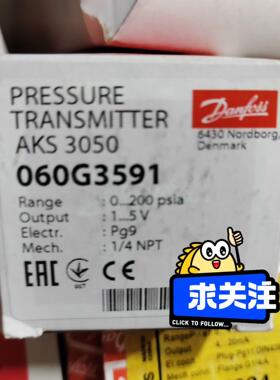 PRESSURE
TRANSMITTER
AKS 3050
060G3591
Danfoss
6430 Nordborg,
Denmark
Range : 0...200 psia
Output : 1...5 V
Electr. : Pg9
Mech. : 1/4 NPT
EAC
CE
求关注
CLICK TO FOLLOW...